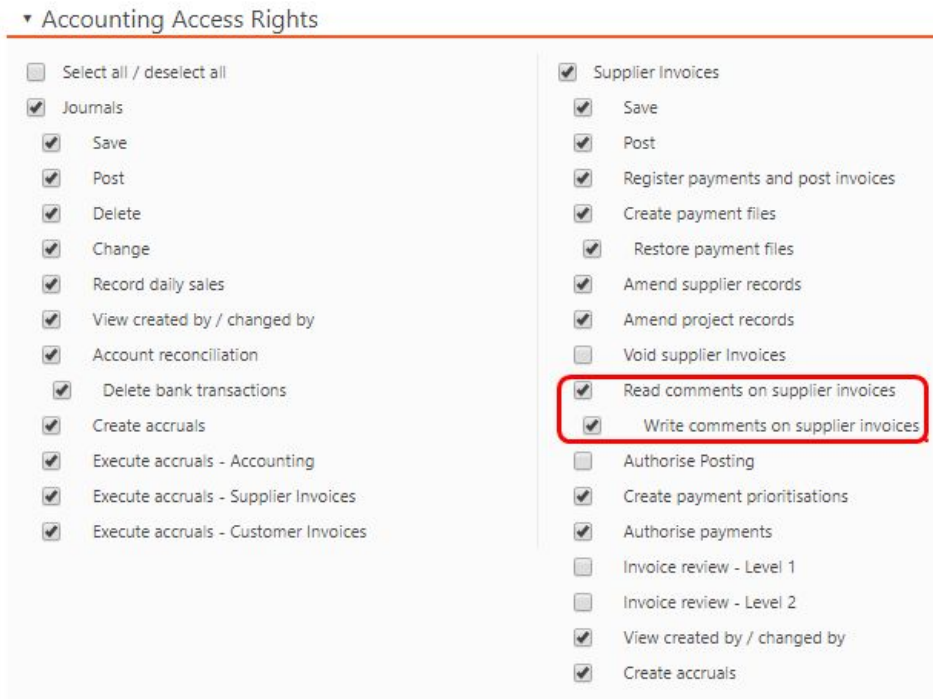 Accounting Access Rights
Select all / deselect all
Journals
Save
Post
Delete
Change
Record daily sales
View created by / changed by
Account reconciliation
Delete bank transactions
Create accruals
Execute accruals - Accounting
Execute accruals - Supplier Invoices
Execute accruals - Customer Invoices
Supplier Invoices
Save
Post
Register payments and post invoices
Create payment files
Restore payment files
Amend supplier records
Amend project records
Void supplier Invoices
Read comments on supplier invoices
Write comments on supplier invoices
Authorise Posting
Create payment prioritisations
Authorise payments
Invoice review - Level 1
Invoice review - Level 2
View created by / changed by
Create accruals